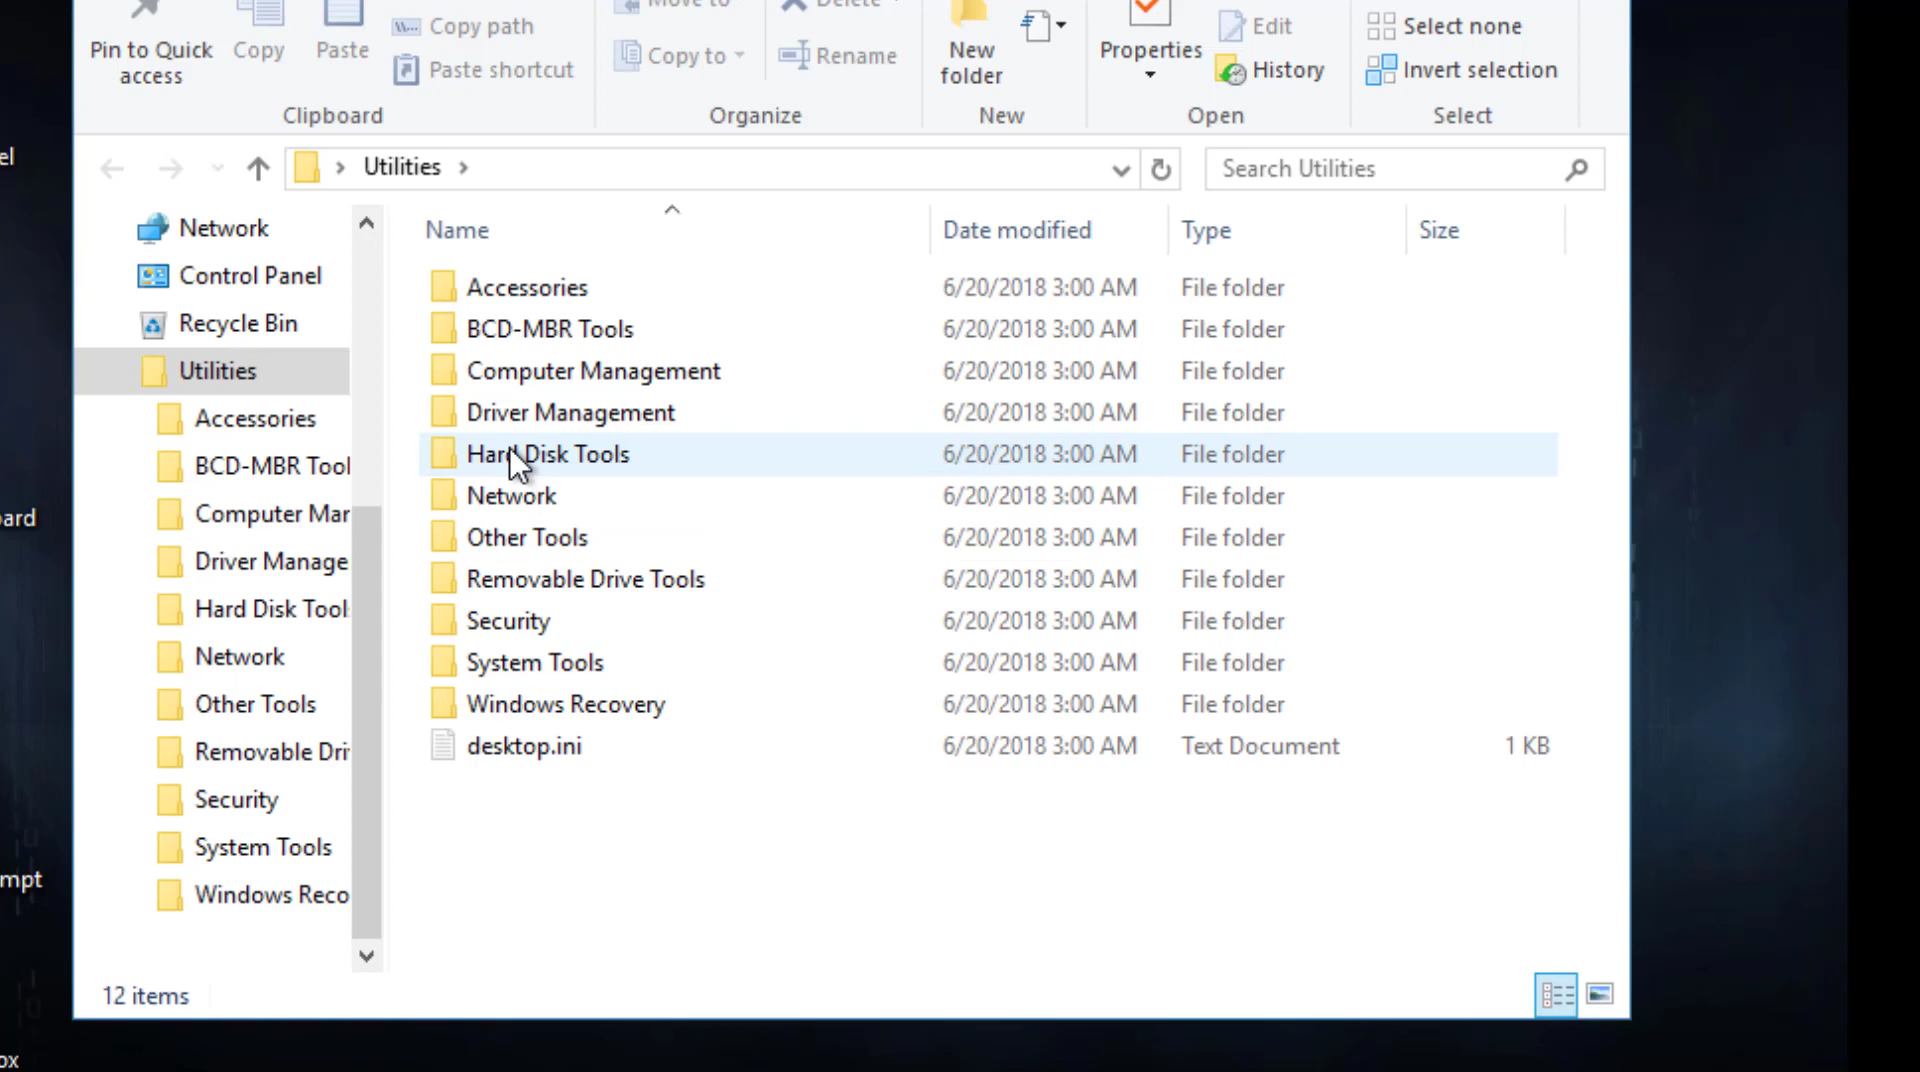 Move to
Delete
Copy path
Edit
Select none
Pin to Quick access
Copy
Paste
Paste shortcut
Copy to
Rename
New folder
Properties
History
Invert selection
Clipboard
Organize
New
Open
Select
Utilities
Search Utilities
Name
Date modified
Type
Size
Network
Control Panel
Recycle Bin
Utilities
Accessories
BCD-MBR Tool
Computer Mar
Driver Manage
Hard Disk Tool
Network
Other Tools
Removable Dri
Security
System Tools
Windows Reco
Accessories 6/20/2018 3:00 AM File folder
BCD-MBR Tools 6/20/2018 3:00 AM File folder
Computer Management 6/20/2018 3:00 AM File folder
Driver Management 6/20/2018 3:00 AM File folder
Hard Disk Tools 6/20/2018 3:00 AM File folder
Network 6/20/2018 3:00 AM File folder
Other Tools 6/20/2018 3:00 AM File folder
Removable Drive Tools 6/20/2018 3:00 AM File folder
Security 6/20/2018 3:00 AM File folder
System Tools 6/20/2018 3:00 AM File folder
Windows Recovery 6/20/2018 3:00 AM File folder
desktop.ini 6/20/2018 3:00 AM Text Document 1 KB
12 items
el
oard
mpt
ox